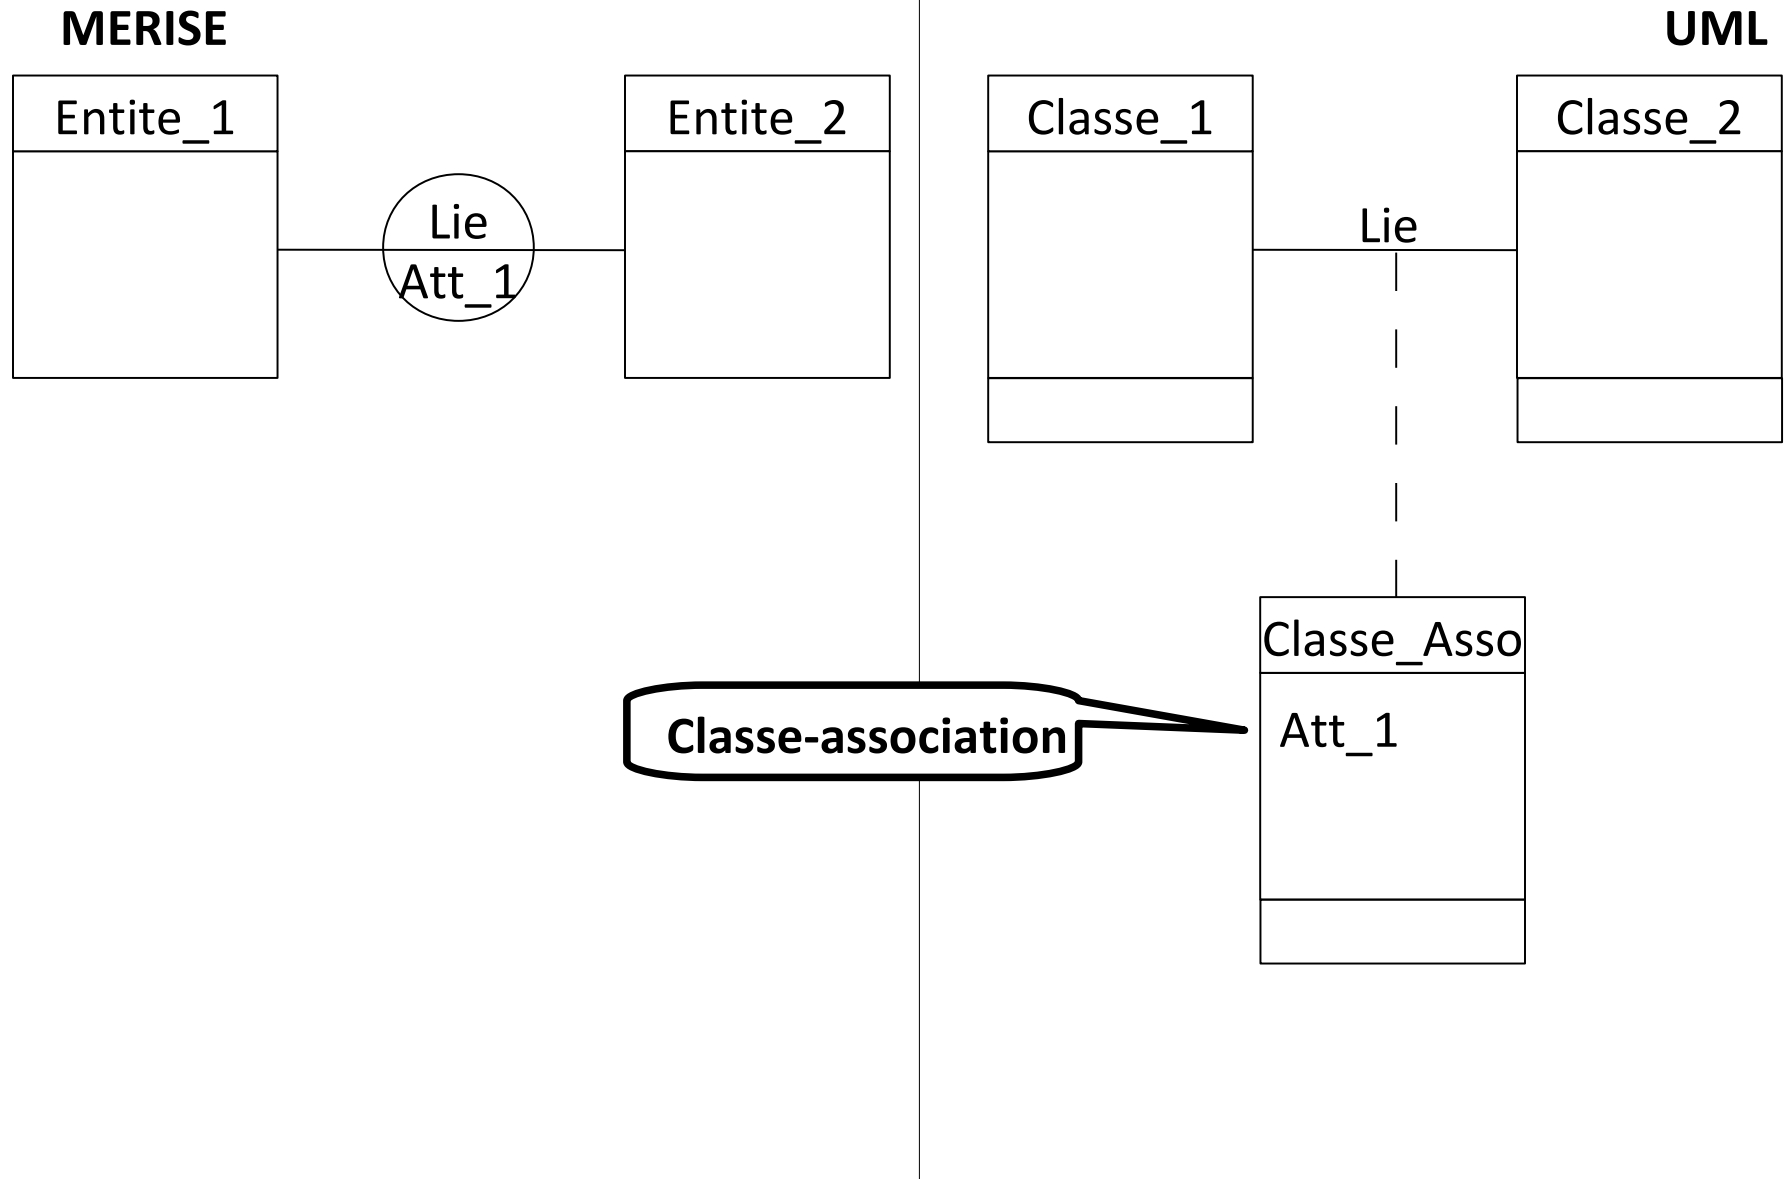 MERISE
UML
Entite_1
Entite_2
Classe_1
Classe_2
Lie
Att_1
Lie
Classe_Asso
Classe-association
Att_1